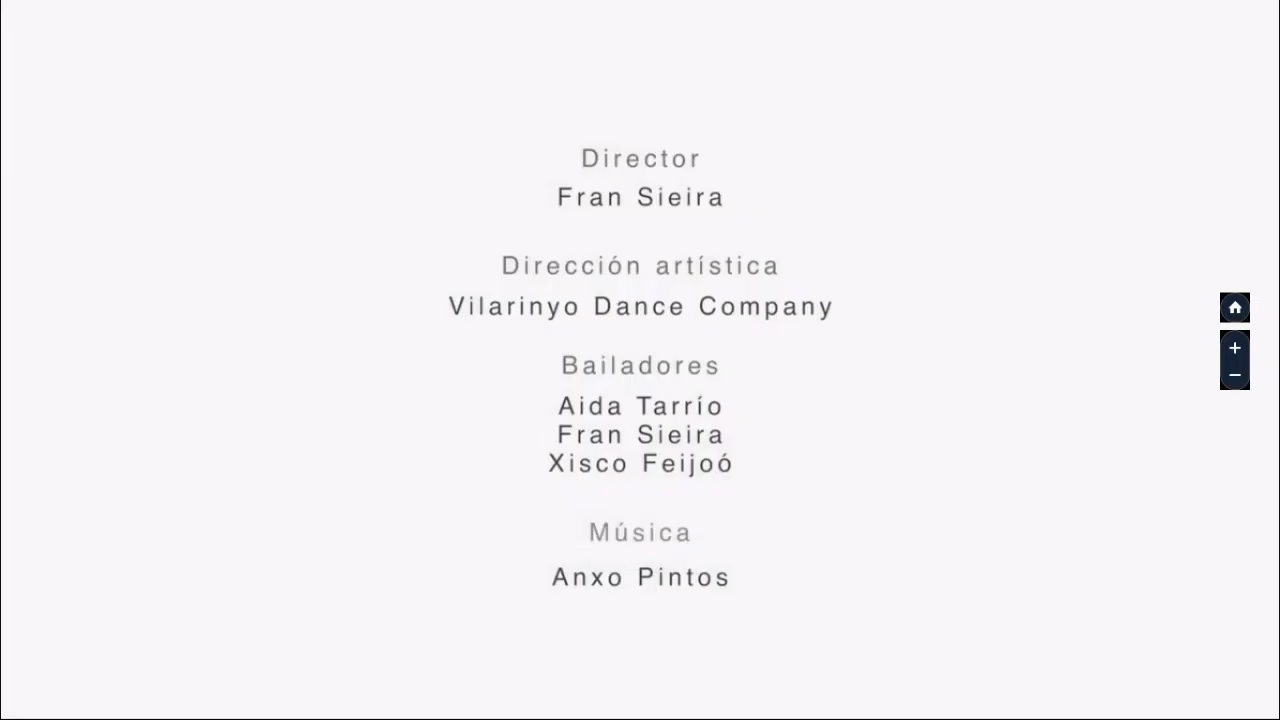 Director
Fran Sieira
Dirección artística
Vilarinyo Dance Company
Bailadores
Aida Tarrío
Fran Sieira
Xisco Feijoó
Música
Anxo Pintos